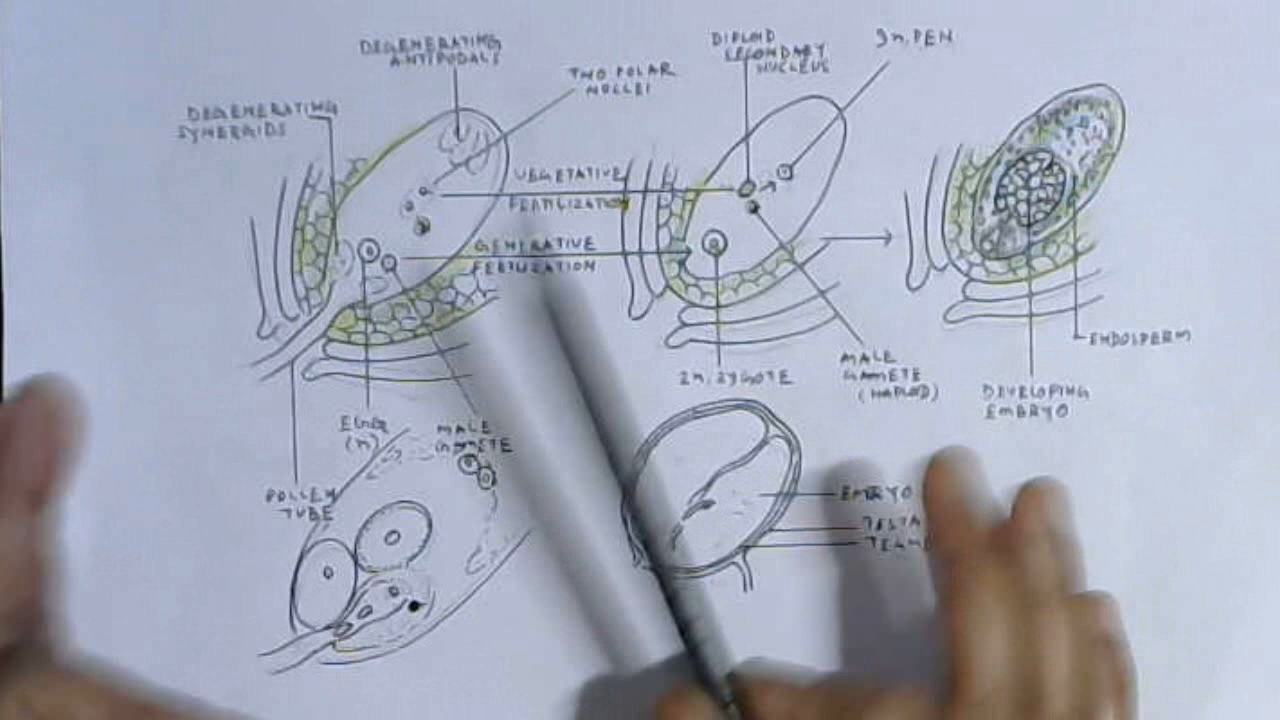 DEGENERATING
ANTIPODALS
TWO POLAR
NUCLEI
DIPLOID
SECONDARY
NUCLEUS
3n.PEN
DEGENERATING
SYNERGIDS
VEGETATIVE
FERTILIZATION
GENERATIVE
FERTLIZATION
EGG
(n)
MALE
GAMETE
POLLEN
TUBE
2n.ZYGOTE
MALE
GAMETE
(HAPLOID)
DEVELOPING
EMBRYO
ENDOSPERM
EMBRYO
TESTA